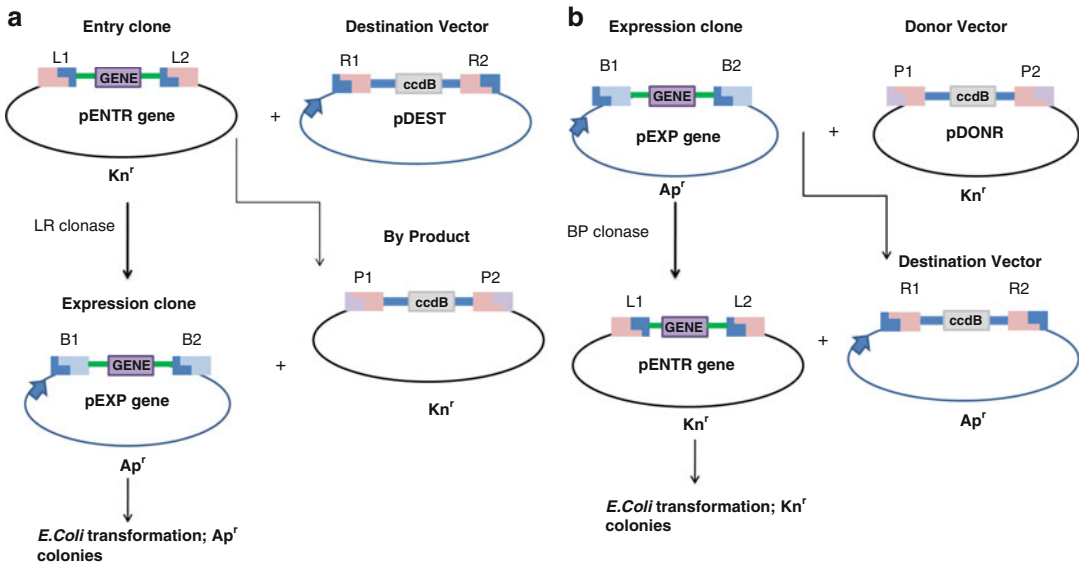 a
Entry clone
L1 L2
GENE
pENTR gene
Knʳ
+
Destination Vector
R1 R2
ccdB
pDEST
LR clonase
By Product
P1 P2
ccdB
Knʳ
Expression clone
B1 B2
GENE
pEXP gene
+
Apʳ
E.Coli transformation; Apʳ
colonies
b
Expression clone
B1 B2
GENE
pEXP gene
Apʳ
+
Donor Vector
P1 P2
ccdB
pDONR
Knʳ
BP clonase
Destination Vector
R1 R2
ccdB
Apʳ
L1 L2
GENE
pENTR gene
+
Knʳ
E.Coli transformation; Knʳ
colonies